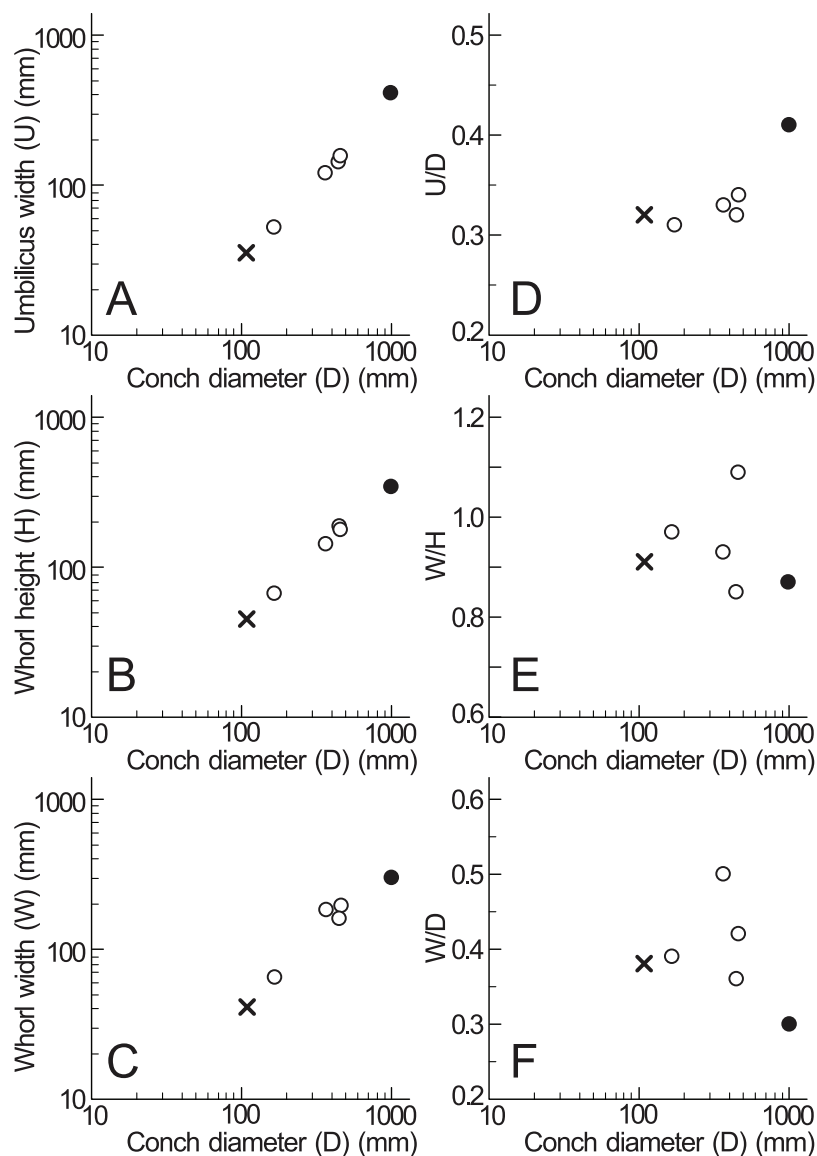 Umbilicus width (U) (mm)
1000
100
10
A
10 100 1000
Conch diameter (D) (mm)
U/D
0.5
0.4
0.3
0.2
D
10 100 1000
Conch diameter (D) (mm)
Whorl height (H) (mm)
1000
100
10
B
10 100 1000
Conch diameter (D) (mm)
W/H
1.2
1.0
0.8
0.6
E
10 100 1000
Conch diameter (D) (mm)
Whorl width (W) (mm)
1000
100
10
C
10 100 1000
Conch diameter (D) (mm)
W/D
0.6
0.5
0.4
0.3
0.2
F
10 100 1000
Conch diameter (D) (mm)